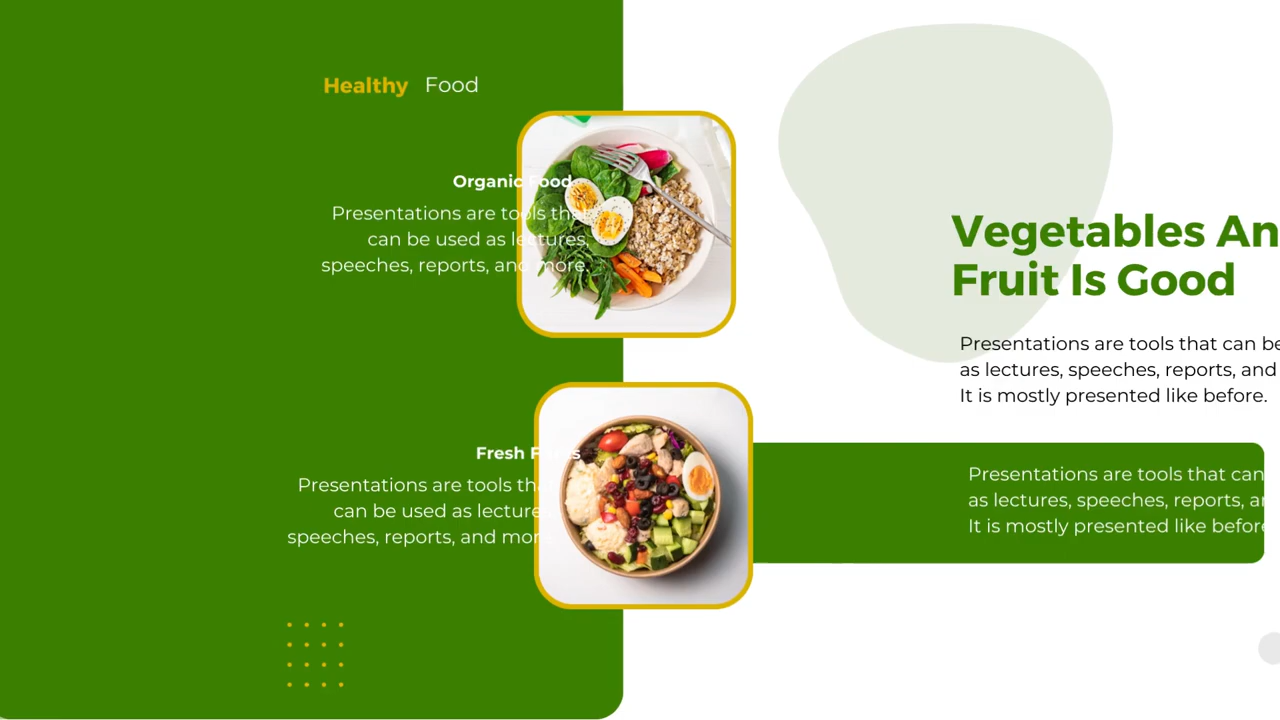 Healthy Food
Organic Food
Presentations are tools that
can be used as lectures,
speeches, reports, and more.
Fresh
Presentations are tools
can be used as lecture
speeches, reports, and more.
Vegetables An
Fruit Is Good
Presentations are tools that can be
as lectures, speeches, reports, and
It is mostly presented like before.
Presentations are tools that can
as lectures, speeches, reports, an
It is mostly presented like before